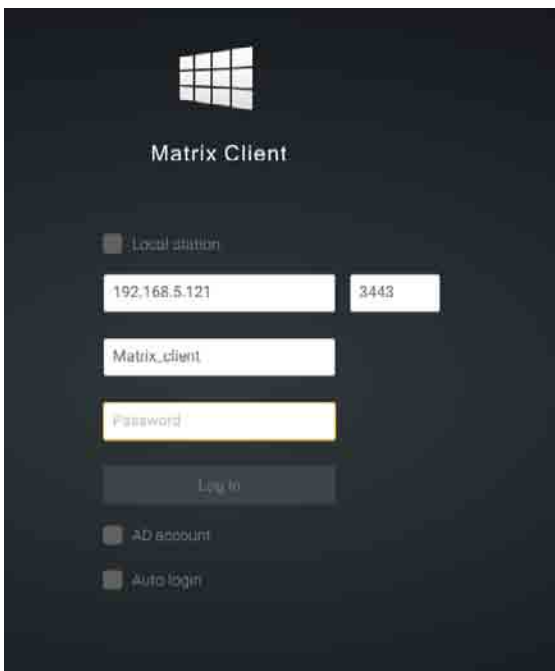 Matrix Client
Local station
192.168.5.121 3443
Matrix_client
Password
Log In
AD account
Auto login